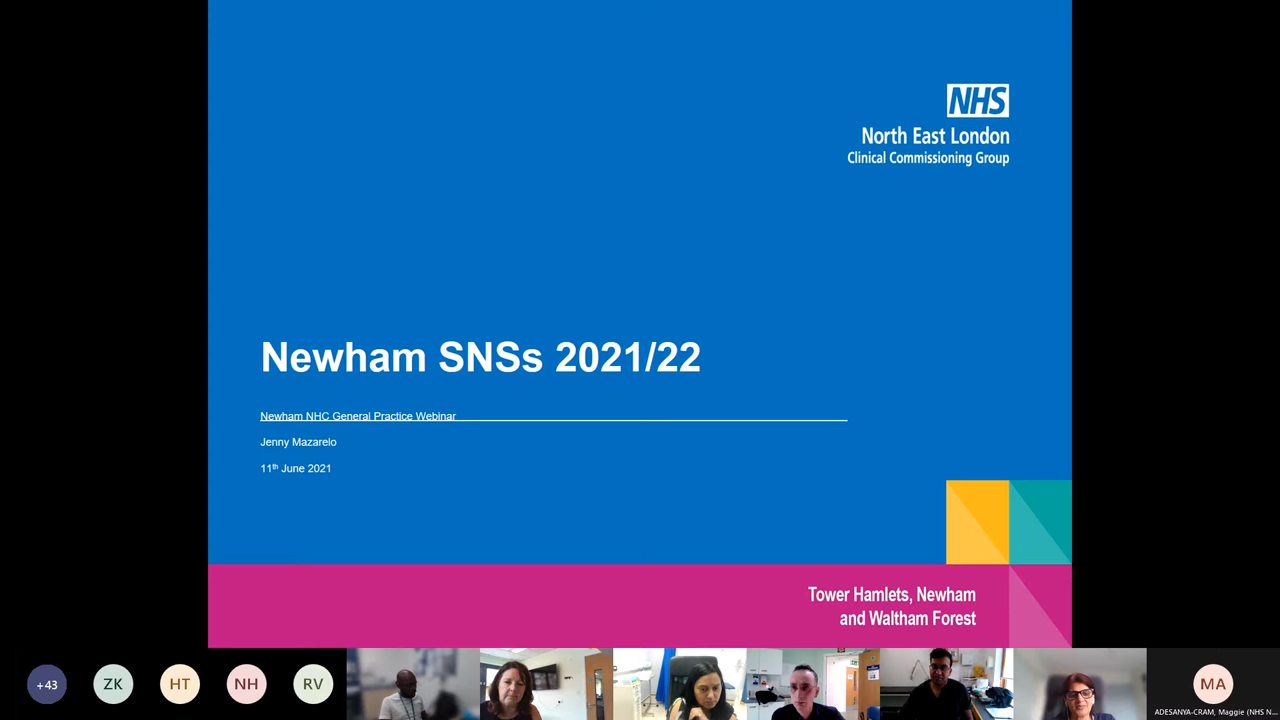 NHS
North East London
Clinical Commissioning Group
Newham SNSs 2021/22
Newham NHC General Practice Webinar
Jenny Mazarelo
11th June 2021
Tower Hamlets, Newham
and Waltham Forest
+43
ZK
HT
NH
RV
MA
ADESANYA-CRAM, Maggie (NHS N...